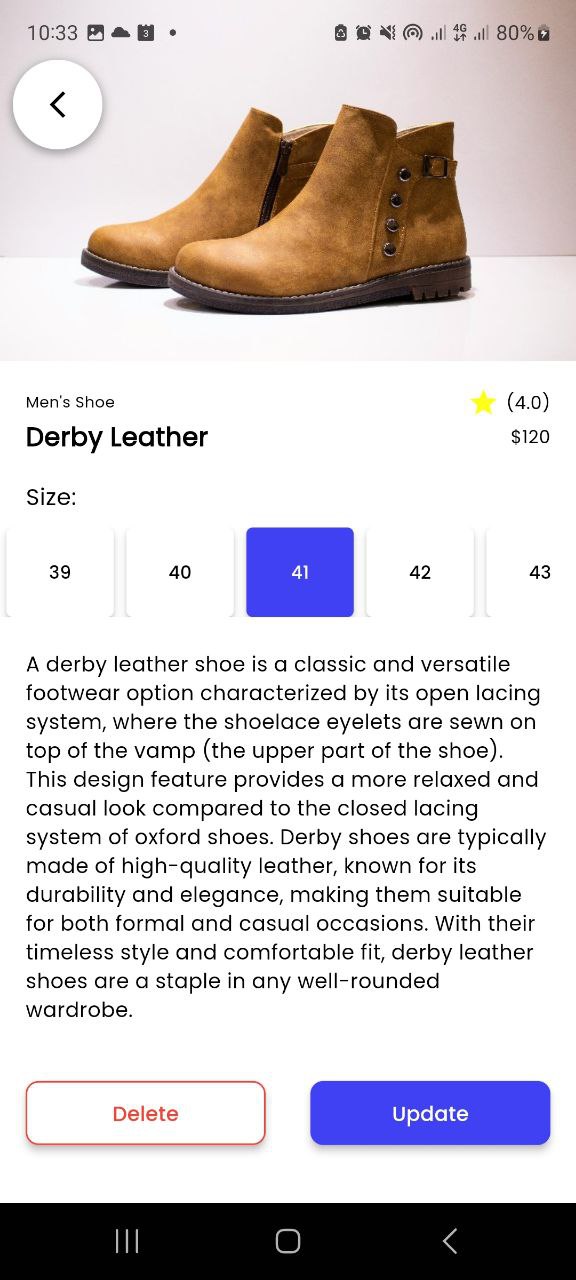 10:33 3 4G 80%
Men's Shoe (4.0)
Derby Leather $120
Size:
39 40 41 42 43
A derby leather shoe is a classic and versatile
footwear option characterized by its open lacing
system, where the shoelace eyelets are sewn on
top of the vamp (the upper part of the shoe).
This design feature provides a more relaxed and
casual look compared to the closed lacing
system of oxford shoes. Derby shoes are typically
made of high-quality leather, known for its
durability and elegance, making them suitable
for both formal and casual occasions. With their
timeless style and comfortable fit, derby leather
shoes are a staple in any well-rounded
wardrobe.
Delete Update